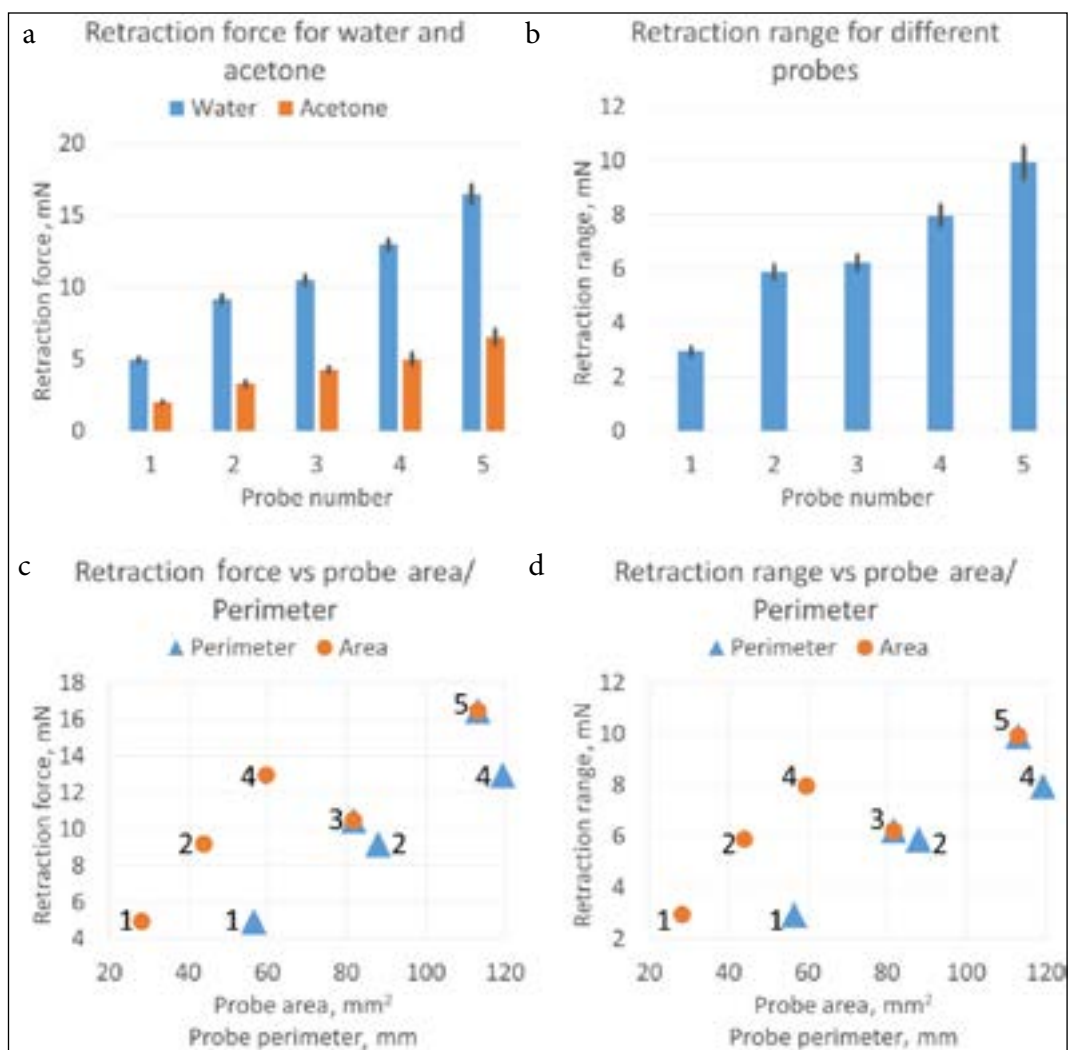 a
Retraction force for water and
acetone
Water Acetone
20
15
10
5
0
Retraction force, mN
1 2 3 4 5
Probe number
b
Retraction range for different
probes
12
10
8
6
4
2
0
Retraction range, mN
1 2 3 4 5
Probe number
c
Retraction force vs probe area/
Perimeter
Perimeter Area
18
16
14
12
10
8
6
4
Retraction force, mN
5
4 4
3
2 2
1 1
20 40 60 80 100 120
Probe area, mm²
Probe perimeter, mm
d
Retraction range vs probe area/
Perimeter
Perimeter Area
12
10
8
6
4
2
Retraction range, mN
5
4 4
3
2 2
1 1
20 40 60 80 100 120
Probe area, mm²
Probe perimeter, mm